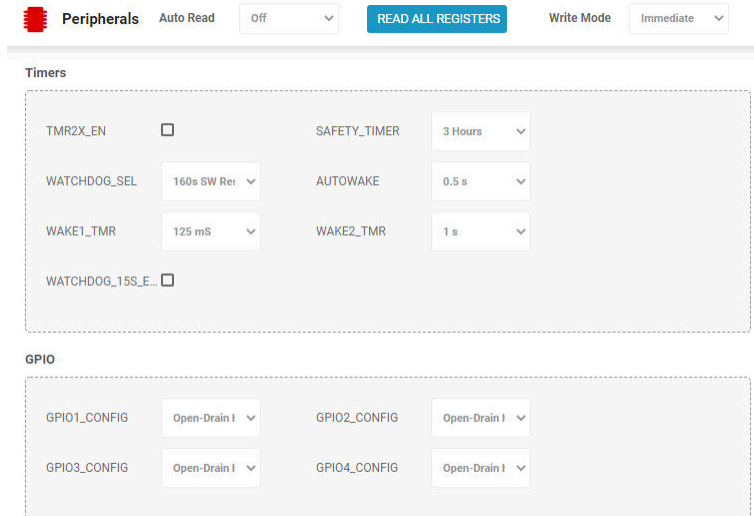 Peripherals Auto Read Off READ ALL REGISTERS Write Mode Immediate
Timers
TMR2X_EN SAFETY_TIMER 3 Hours
WATCHDOG_SEL 160s SW Res AUTOWAKE 0.5 s
WAKE1_TMR 125 mS WAKE2_TMR 1 s
WATCHDOG_15S_E...
GPIO
GPIO1_CONFIG Open-Drain GPIO2_CONFIG Open-Drain
GPIO3_CONFIG Open-Drain GPIO4_CONFIG Open-Drain